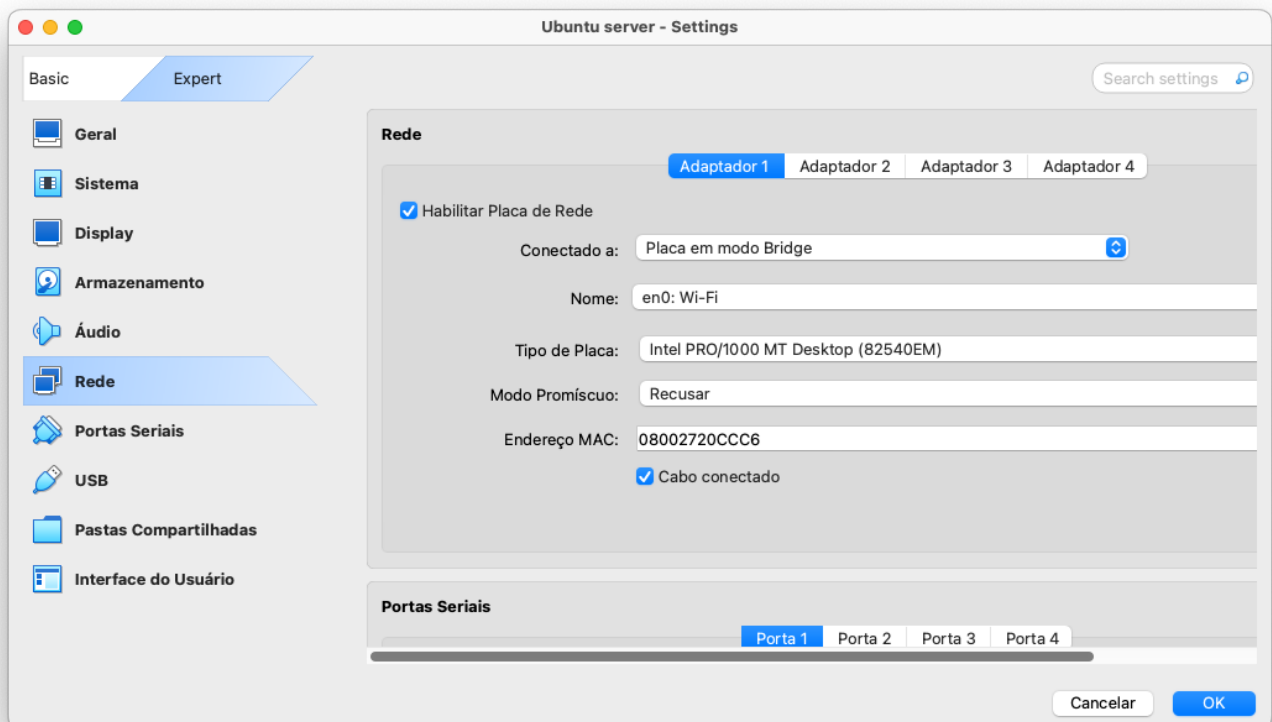 Ubuntu server - Settings
Basic
Expert
Search settings
Geral
Sistema
Display
Armazenamento
Áudio
Rede
Portas Seriais
USB
Pastas Compartilhadas
Interface do Usuário
Rede
Adaptador 1 Adaptador 2 Adaptador 3 Adaptador 4
Habilitar Placa de Rede
Conectado a: Placa em modo Bridge
Nome: en0: Wi-Fi
Tipo de Placa: Intel PRO/1000 MT Desktop (82540EM)
Modo Promíscuo: Recusar
Endereço MAC: 08002720CCC6
Cabo conectado
Portas Seriais
Porta 1 Porta 2 Porta 3 Porta 4
Cancelar OK